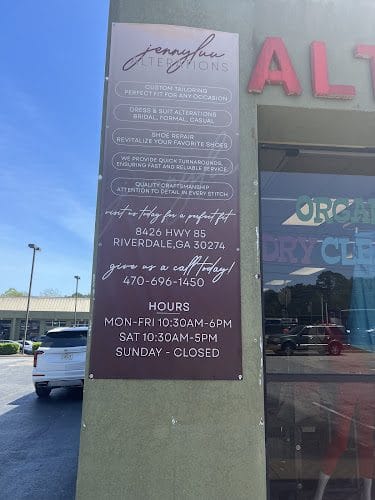 jennyluu
ALTERATIONS
CUSTOM TAILORING
PERFECT FIT FOR ANY OCCASION
DRESS & SUIT ALTERATIONS
BRIDAL, FORMAL, CASUAL
SHOE REPAIR
REVITALIZE YOUR FAVORITE SHOES
WE PROVIDE QUICK TURNAROUNDS,
ENSURING FAST AND RELIABLE SERVICE.
QUALITY CRAFTSMANSHIP
ATTENTION TO DETAIL IN EVERY STITCH
visit us today for a perfect fit
8426 HWY 85
RIVERDALE,GA 30274
give us a call today!
470-696-1450
HOURS
MON-FRI 10:30AM-6PM
SAT 10:30AM-5PM
SUNDAY - CLOSED
ALT
ORGA
DRY CLE